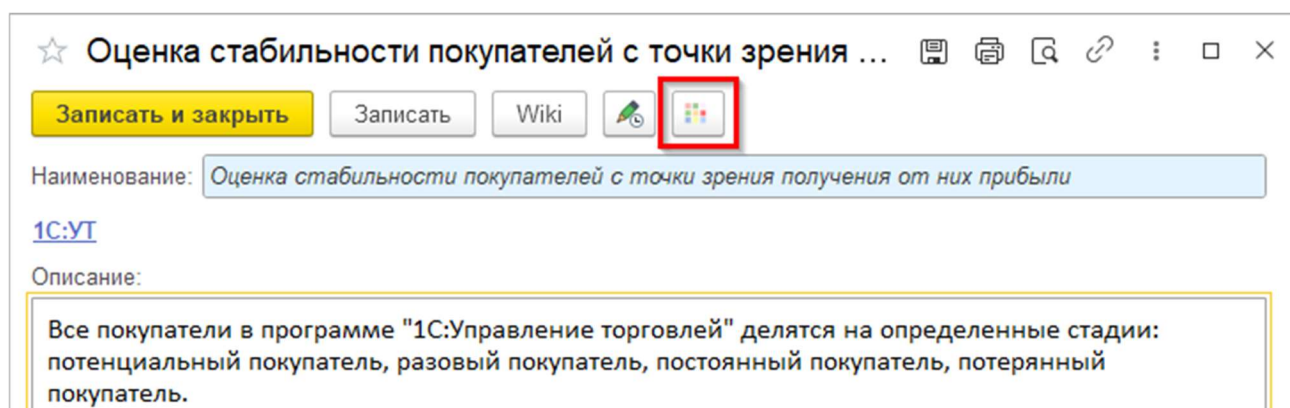 Оценка стабильности покупателей с точки зрения ...
Записать и закрыть Записать Wiki
Наименование: Оценка стабильности покупателей с точки зрения получения от них прибыли
1С:УТ
Описание:
Все покупатели в программе "1С:Управление торговлей" делятся на определенные стадии:
потенциальный покупатель, разовый покупатель, постоянный покупатель, потерянный
покупатель.